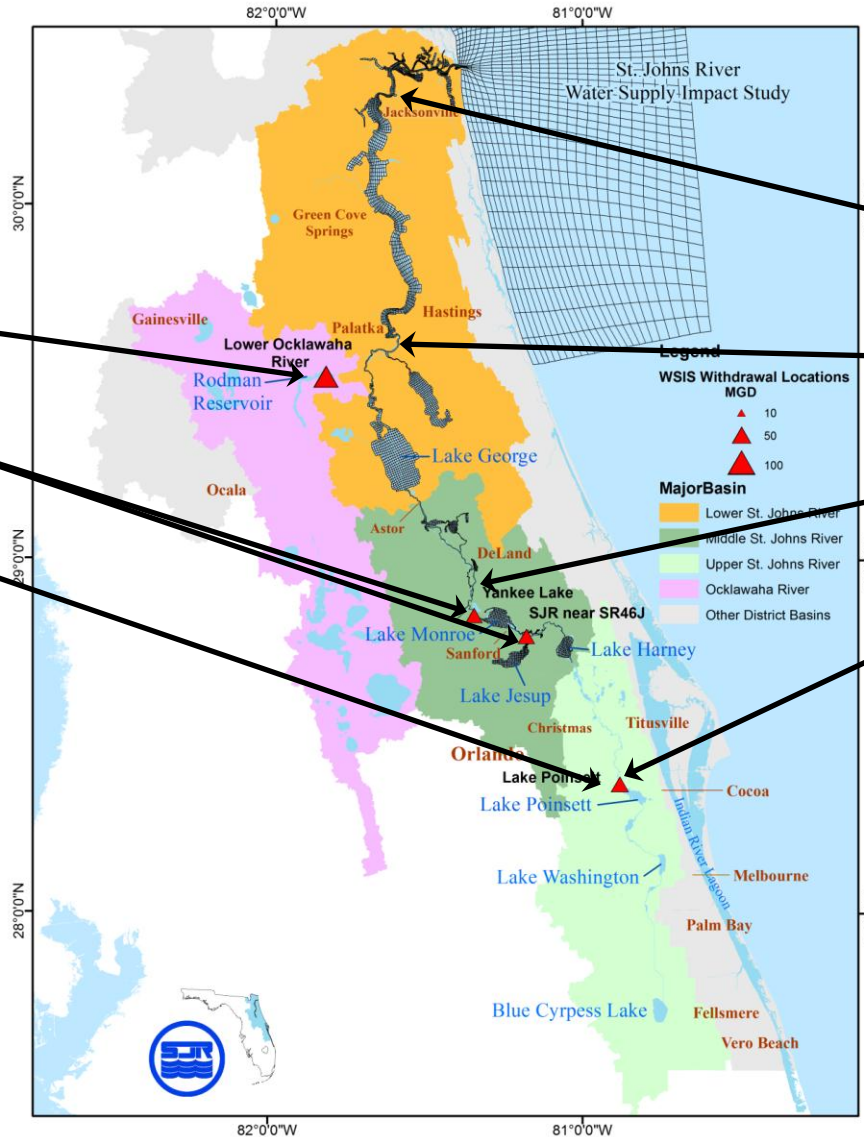 82°0'0"W
81°0'0"W
St. Johns River
Water Supply Impact Study
Jacksonville
30°0'0"N
Green Cove
Springs
Gainesville
Hastings
Palatka
Lower Ocklawaha
River
Rodman
Reservoir
Legend
WSIS Withdrawal Locations
MGD
10
50
100
MajorBasin
Lower St. Johns River
Middle St. Johns River
Upper St. Johns River
Ocklawaha River
Other District Basins
Lake George
Ocala
Astor
29°0'0"N
DeLand
Yankee Lake
SJR near SR46J
Lake Monroe
Sanford
Lake Harney
Lake Jesup
Christmas
Titusville
Orlando
Lake Poinsett
Cocoa
Lake Poinsett
Indian River Lagoon
Lake Washington
Melbourne
28°0'0"N
Palm Bay
Blue Cyrpess Lake
Fellsmere
Vero Beach
SJR
82°0'0"W
81°0'0"W